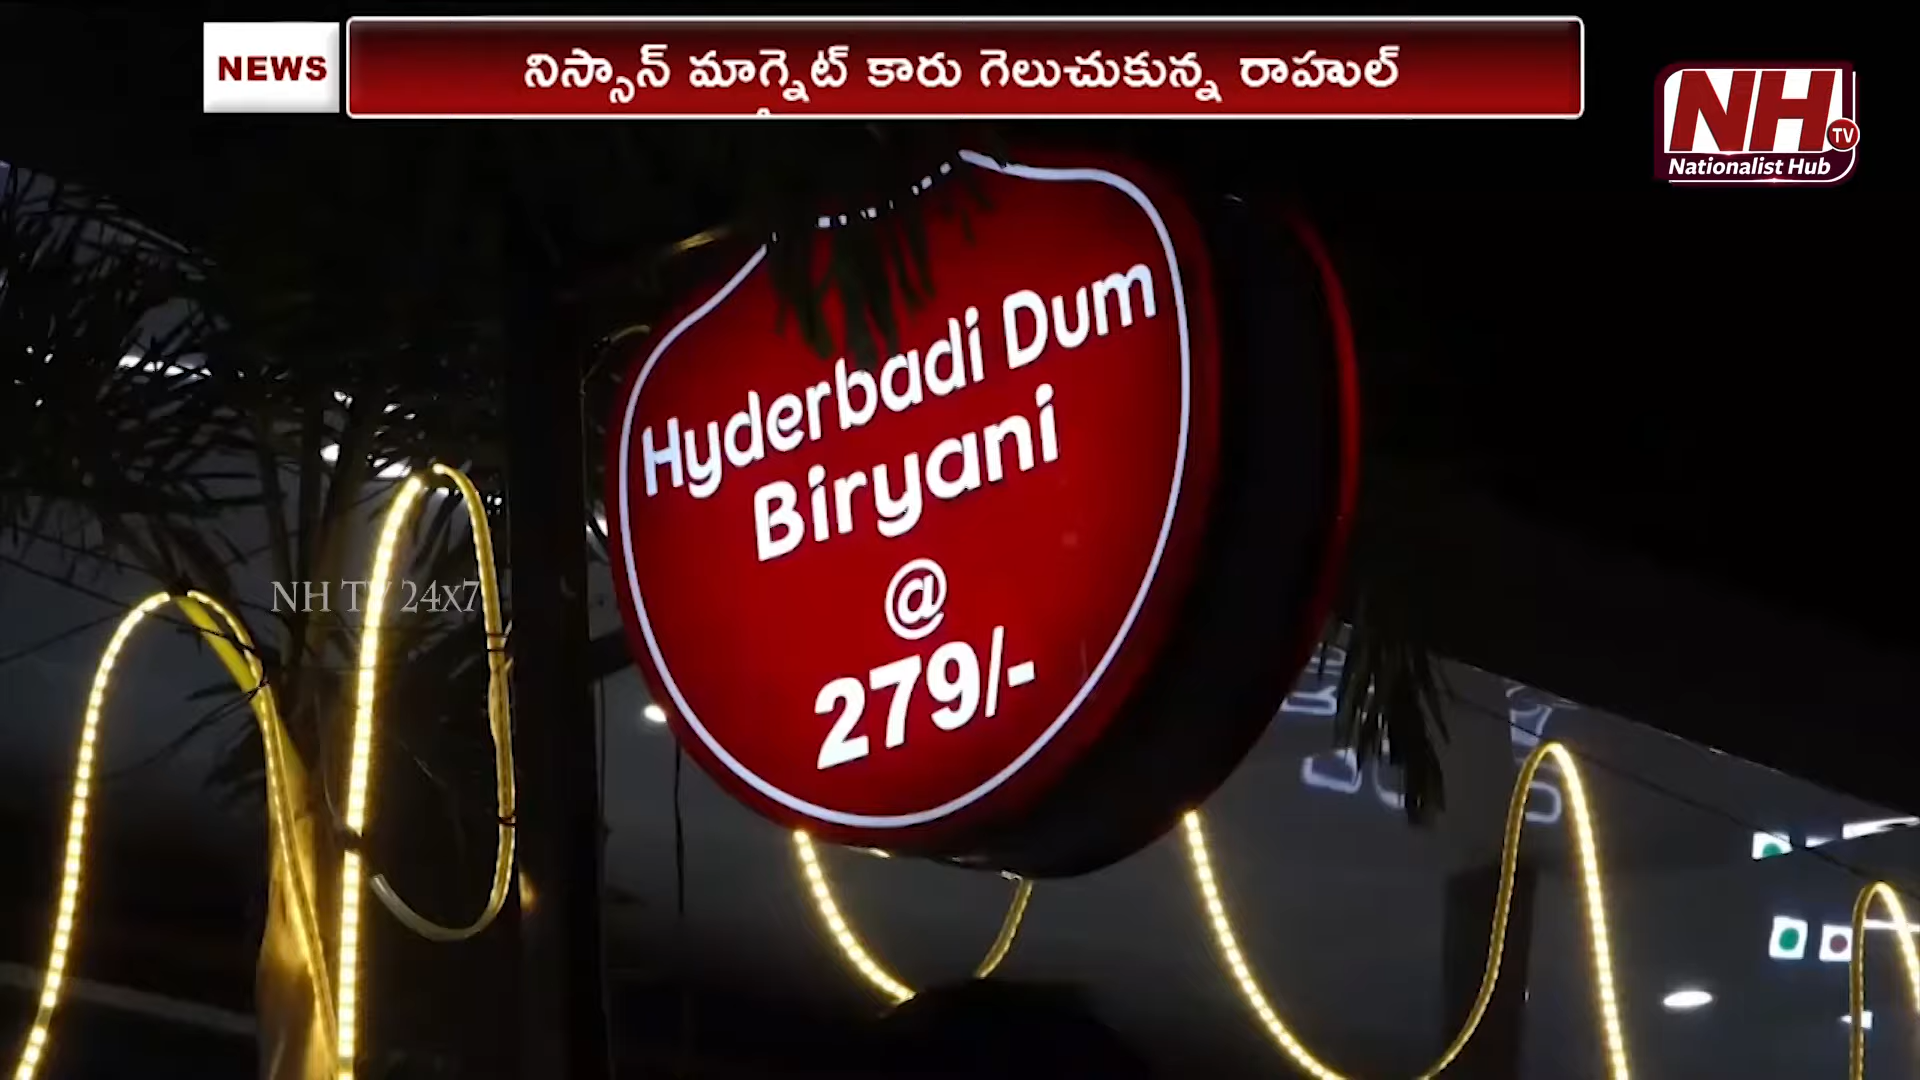 NEWS
నిస్సాన్ మాగ్నెట్ కారు గెలుచుకున్న రాహుల్
NH
TV
Nationalist Hub
Hyderbadi Dum
Biryani
@
279/-
NH TV 24x7